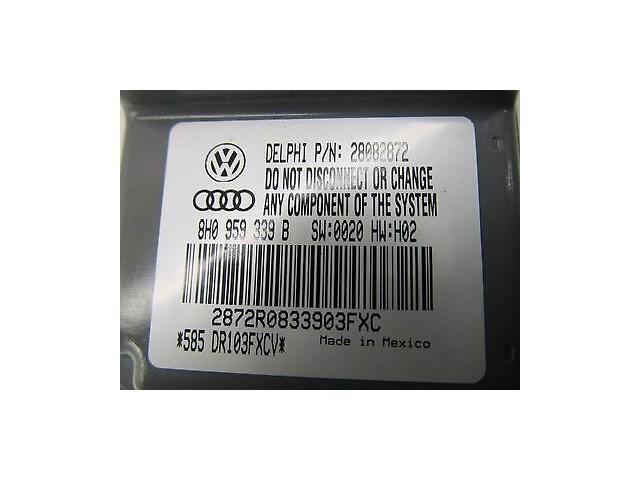 DELPHI P/N: 28082872
DO NOT DISCONNECT OR CHANGE
ANY COMPONENT OF THE SYSTEM
8H0 959 339 B SW:0020 HW:H02
2872R0833903FXC
*585 DR103FXCV* Made in Mexico